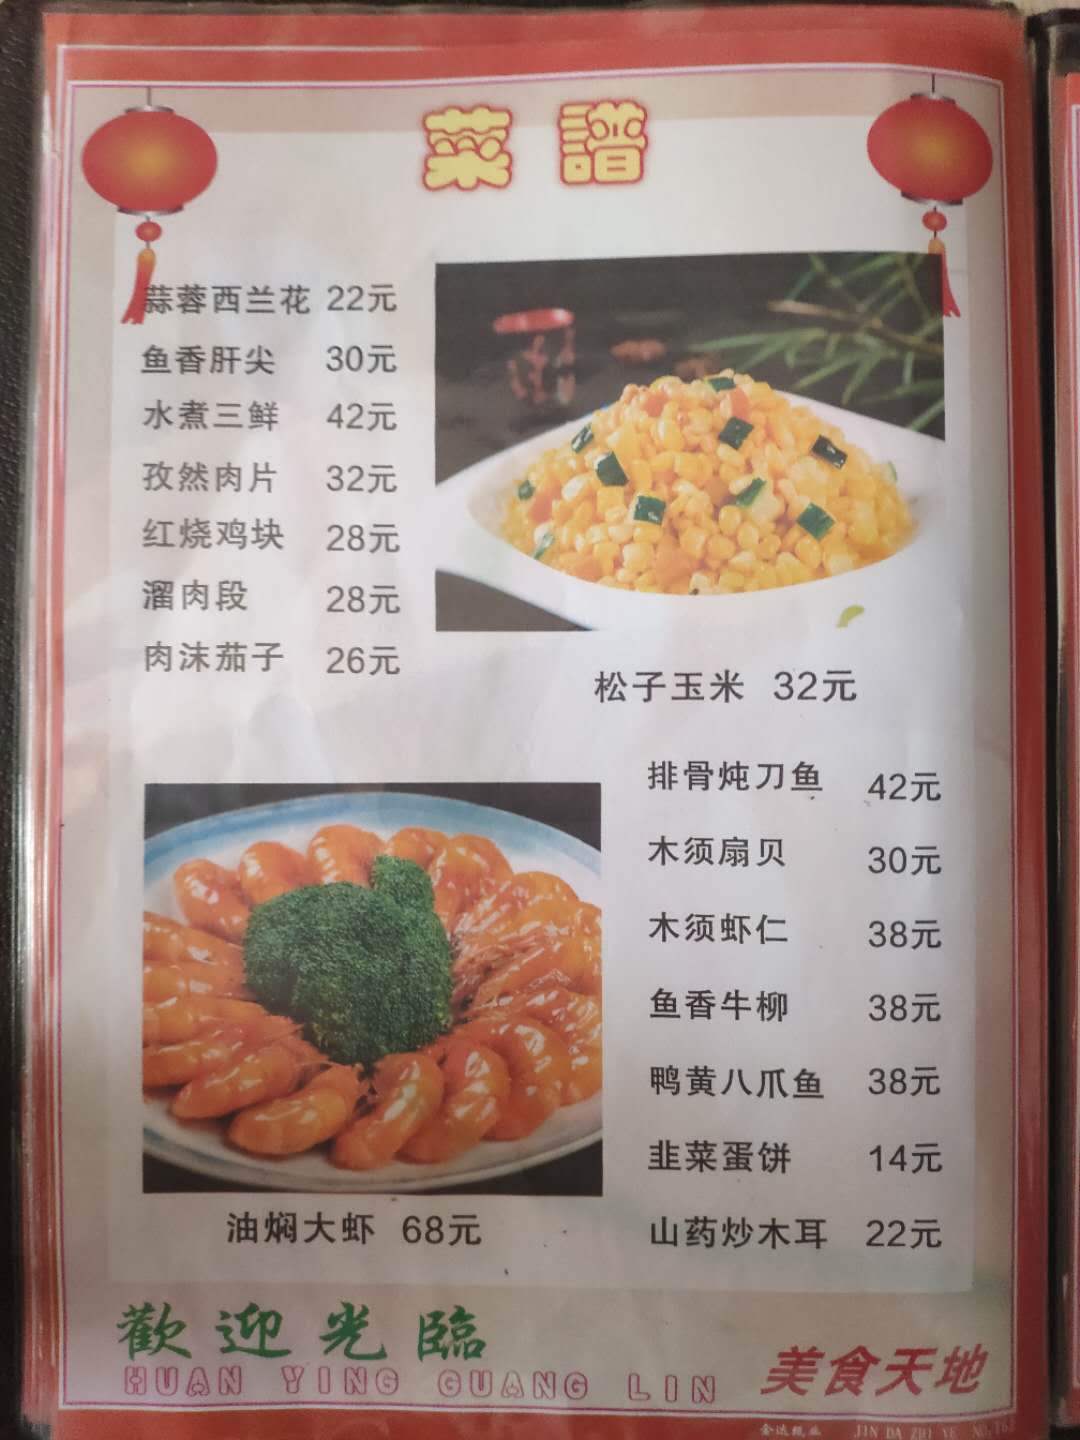 菜譜
蒜蓉西兰花 22元
鱼香肝尖 30元
水煮三鲜 42元
孜然肉片 32元
红烧鸡块 28元
溜肉段 28元
肉沫茄子 26元
松子玉米 32元
排骨炖刀鱼 42元
木须扇贝 30元
木须虾仁 38元
鱼香牛柳 38元
鸭黄八爪鱼 38元
韭菜蛋饼 14元
山药炒木耳 22元
油焖大虾 68元
歡迎光臨
HUAN YING GUANG LIN
美食天地
JIN DA ZHI YE